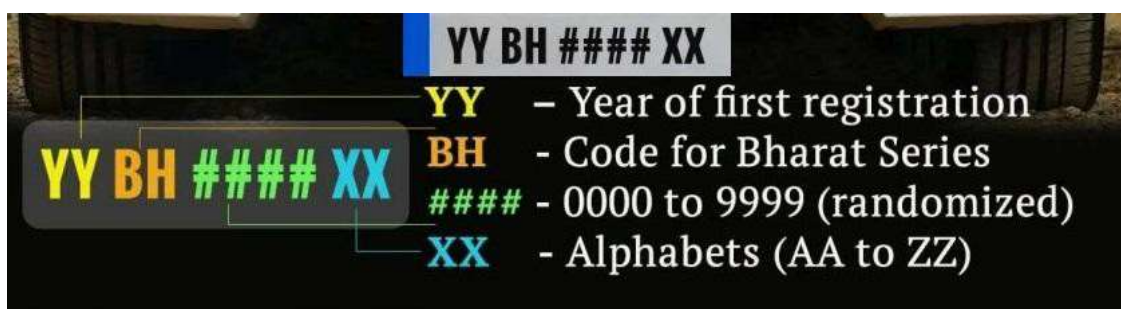 YY BH #### XX
YY – Year of first registration
BH - Code for Bharat Series
YY BH #### XX
#### - 0000 to 9999 (randomized)
XX - Alphabets (AA to ZZ)